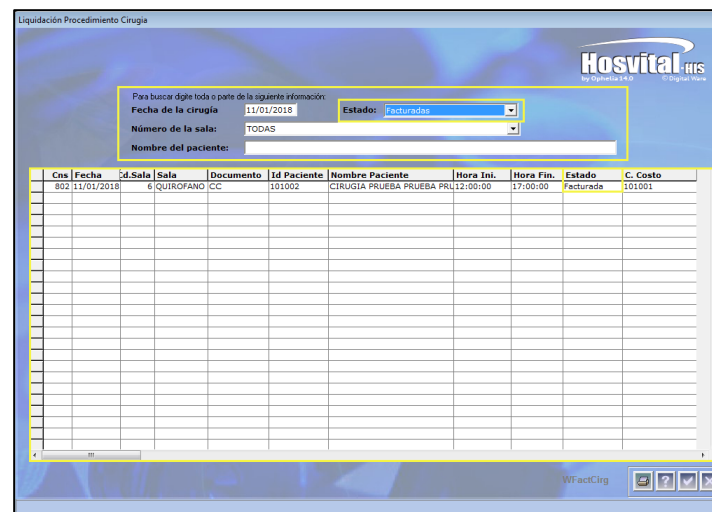 Liquidación Procedimiento Cirugia
Hosvital-HIS
by Ophelia 14.0 © Digital Ware
Para buscar digite toda o parte de la siguiente información:
Fecha de la cirugía 11/01/2018 Estado: Facturadas
Número de la sala: TODAS
Nombre del paciente:
Cns Fecha Cd.Sala Sala Documento Id Paciente Nombre Paciente Hora Ini. Hora Fin. Estado C. Costo
802 11/01/2018 6 QUIROFANO CC 101002 CIRUGIA PRUEBA PRUEBA PRU 12:00:00 17:00:00 Facturada 101001
WFactCirg